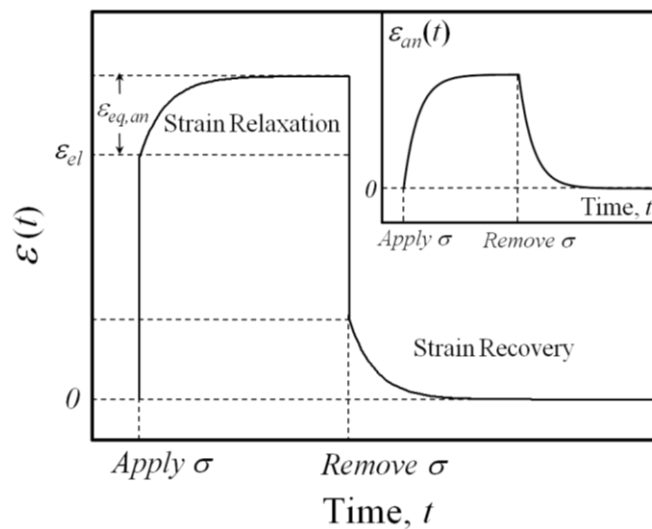 ε_an(t)
ε_eq,an
Strain Relaxation
ε_el
0
Time, t
Apply σ
Remove σ
ε(t)
Strain Recovery
0
Apply σ
Remove σ
Time, t